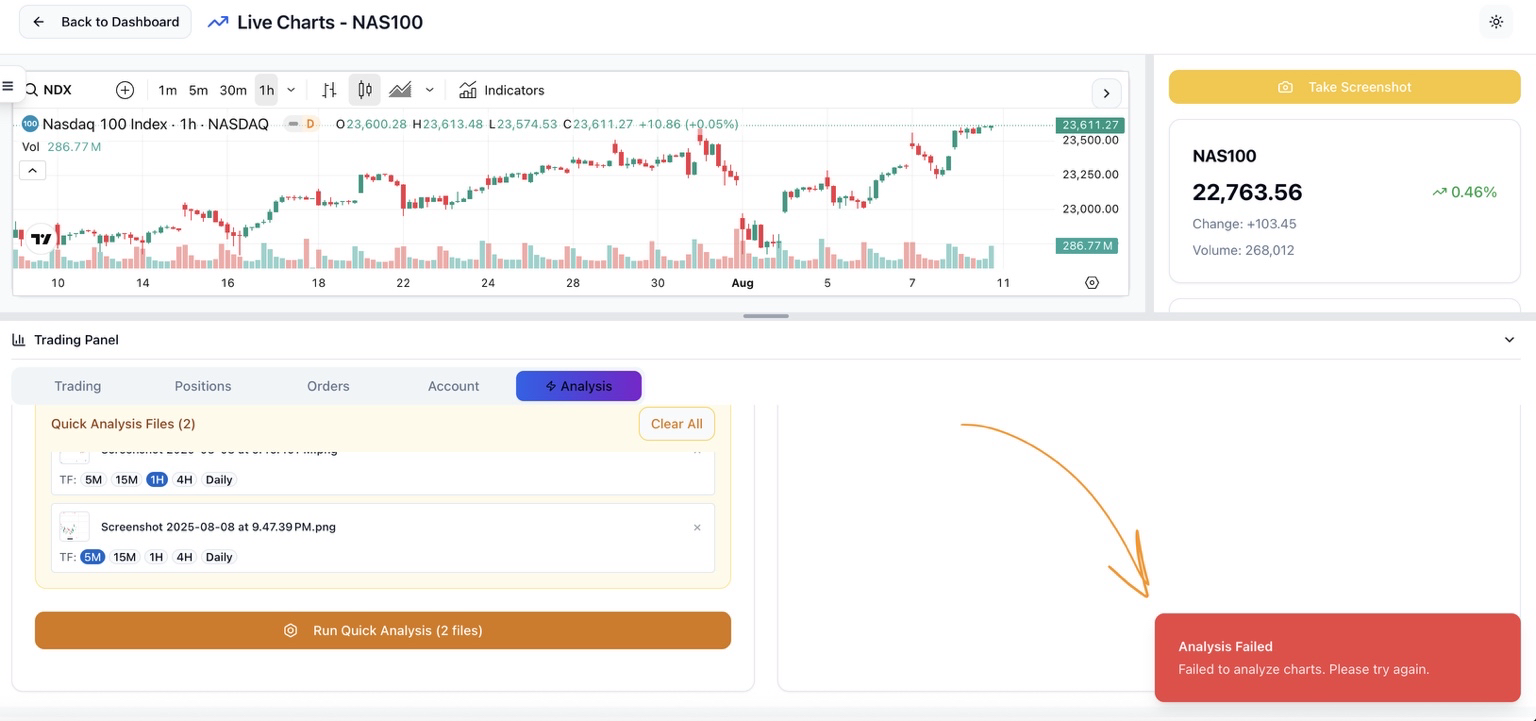 Back to Dashboard
Live Charts - NAS100
NDX
1m 5m 30m 1h
Indicators
100 Nasdaq 100 Index · 1h · NASDAQ D O23,600.28 H23,613.48 L23,574.53 C23,611.27 +10.86 (+0.05%)
Vol 286.77 M
23,611.27
23,500.00
23,250.00
23,000.00
286.77 M
10 14 16 18 22 24 28 30 Aug 5 7 11
Take Screenshot
NAS100
22,763.56
0.46%
Change: +103.45
Volume: 268,012
Trading Panel
Trading Positions Orders Account Analysis
Quick Analysis Files (2)
Clear All
TF: 5M 15M 1H 4H Daily
Screenshot 2025-08-08 at 9.47.39 PM.png
×
TF: 5M 15M 1H 4H Daily
Run Quick Analysis (2 files)
Analysis Failed
Failed to analyze charts. Please try again.